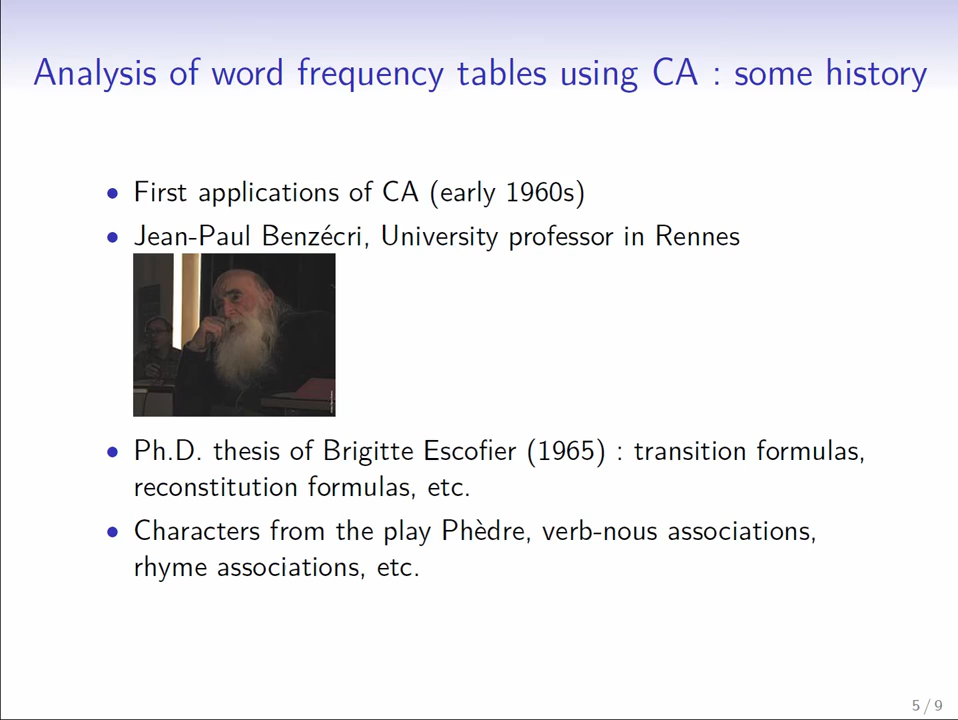 Analysis of word frequency tables using CA : some history
• First applications of CA (early 1960s)
• Jean-Paul Benzécri, University professor in Rennes
• Ph.D. thesis of Brigitte Escofier (1965) : transition formulas,
reconstitution formulas, etc.
• Characters from the play Phèdre, verb-nous associations,
rhyme associations, etc.
5 / 9